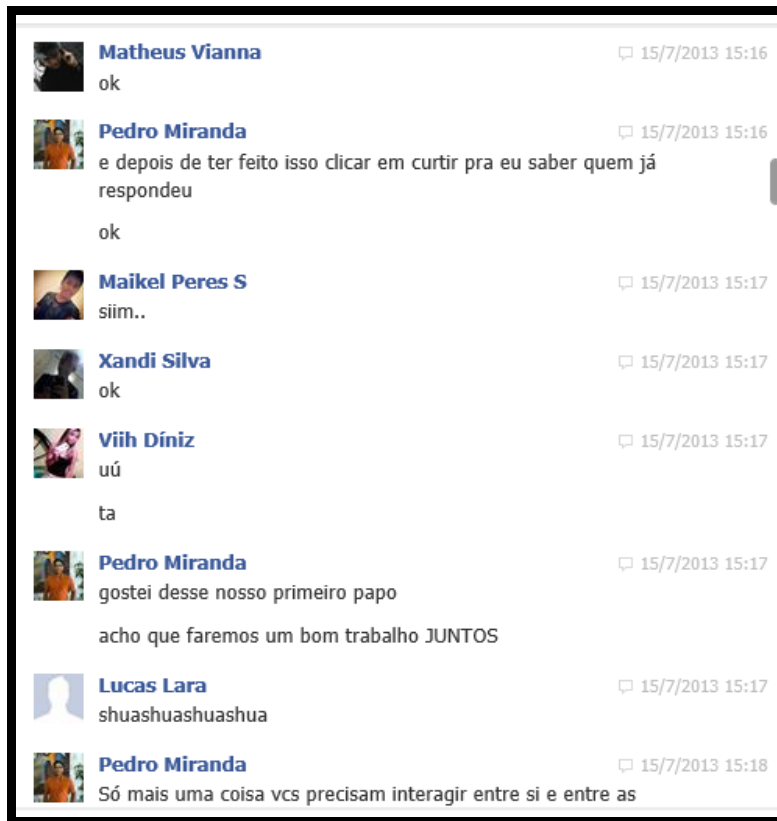 Matheus Vianna 15/7/2013 15:16
ok
Pedro Miranda 15/7/2013 15:16
e depois de ter feito isso clicar em curtir pra eu saber quem já
respondeu
ok
Maikel Peres S 15/7/2013 15:17
siim..
Xandi Silva 15/7/2013 15:17
ok
Viih Díniz 15/7/2013 15:17
uú
ta
Pedro Miranda 15/7/2013 15:17
gostei desse nosso primeiro papo
acho que faremos um bom trabalho JUNTOS
Lucas Lara 15/7/2013 15:17
shuashuashuashua
Pedro Miranda 15/7/2013 15:18
Só mais uma coisa vcs precisam interagir entre si e entre as